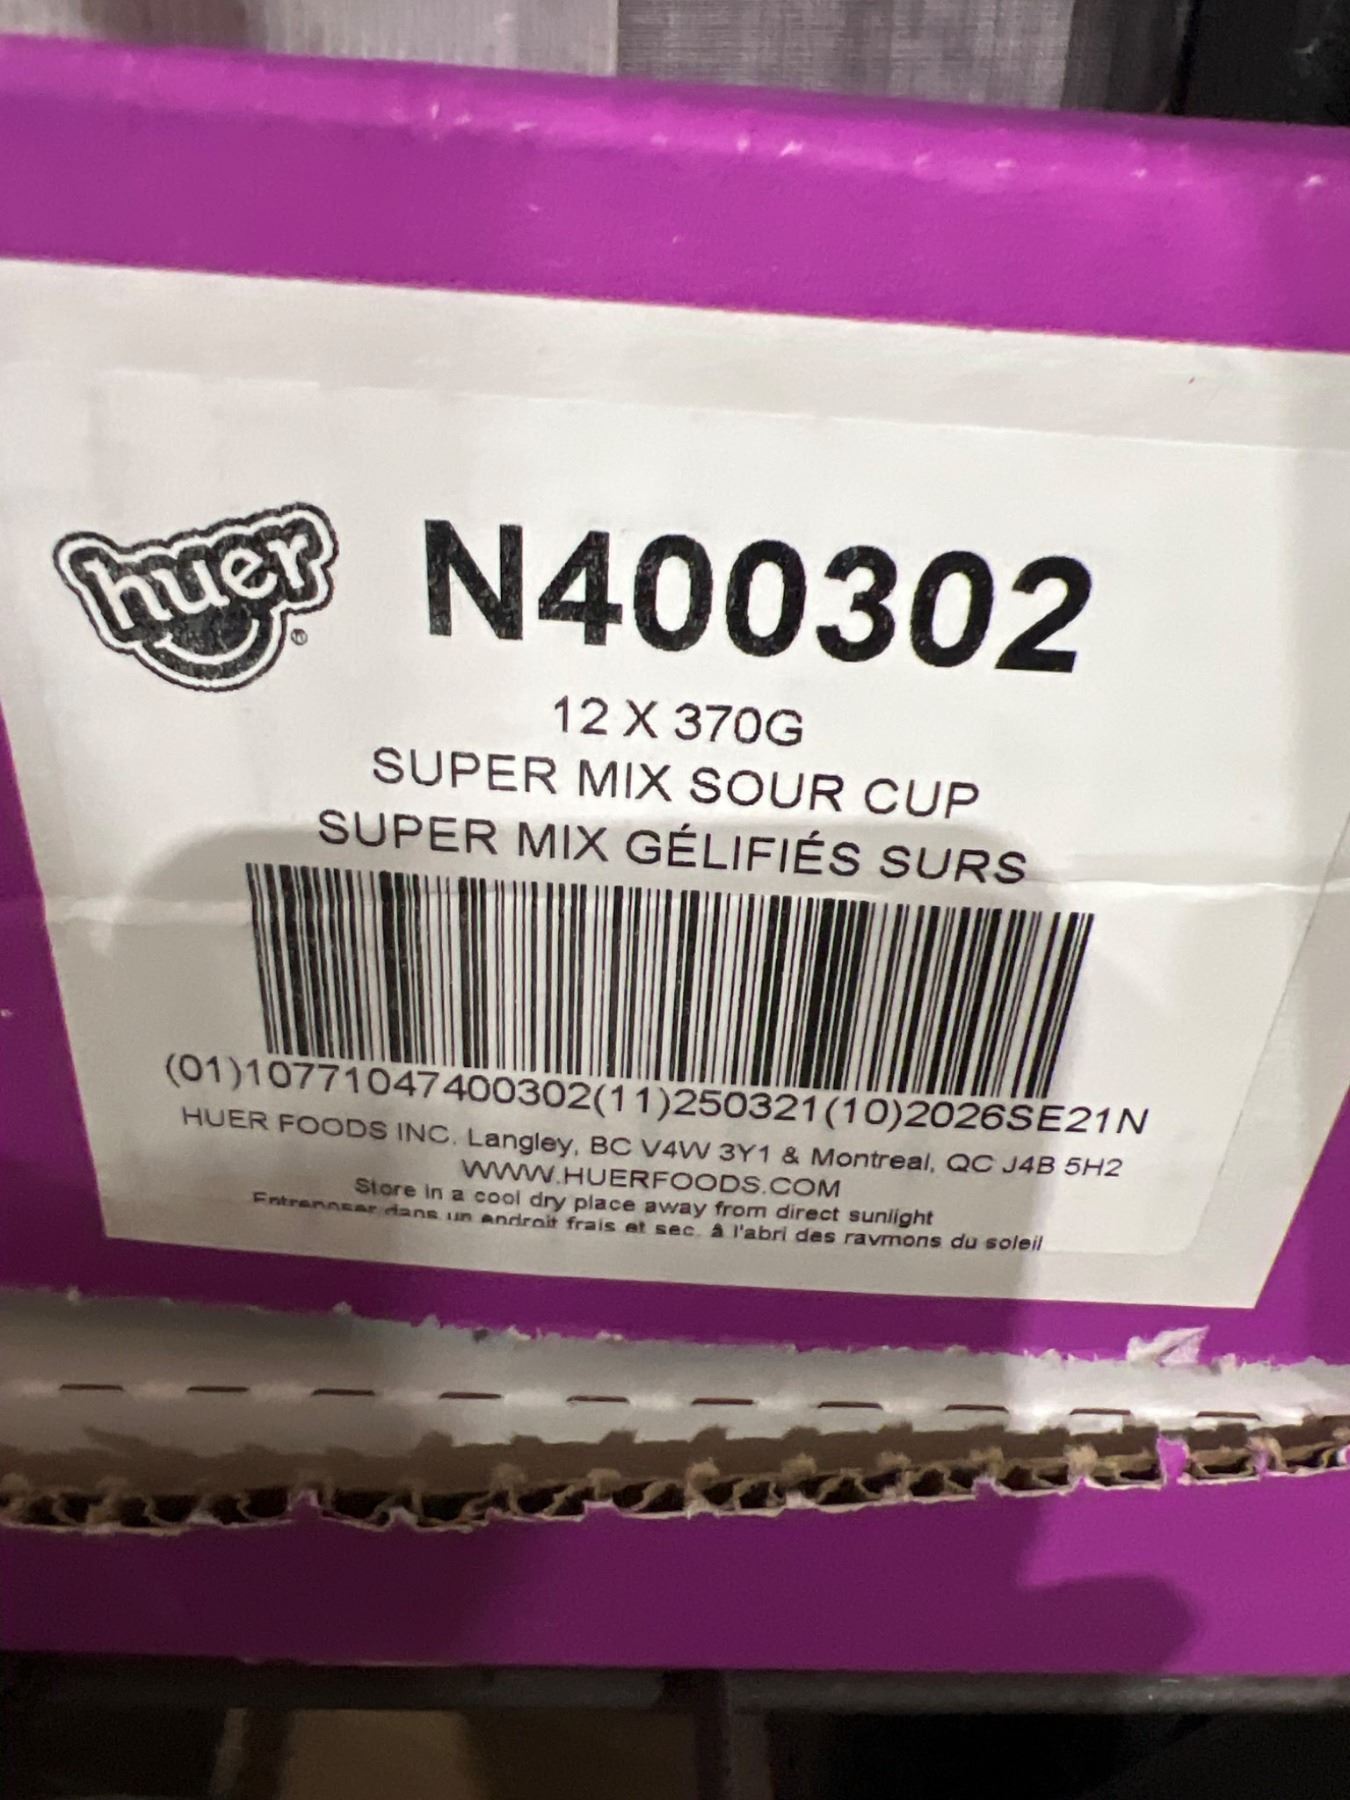 huer®
N400302
12 X 370G
SUPER MIX SOUR CUP
SUPER MIX GÉLIFIÉS SURS
(01)10771047400302(11)250321(10)2026SE21N
HUER FOODS INC. Langley, BC V4W 3Y1 & Montreal, QC J4B 5H2
WWW.HUERFOODS.COM
Store in a cool dry place away from direct sunlight
Entreposer dans un endroit frais et sec. à l'abri des raymons du soleil